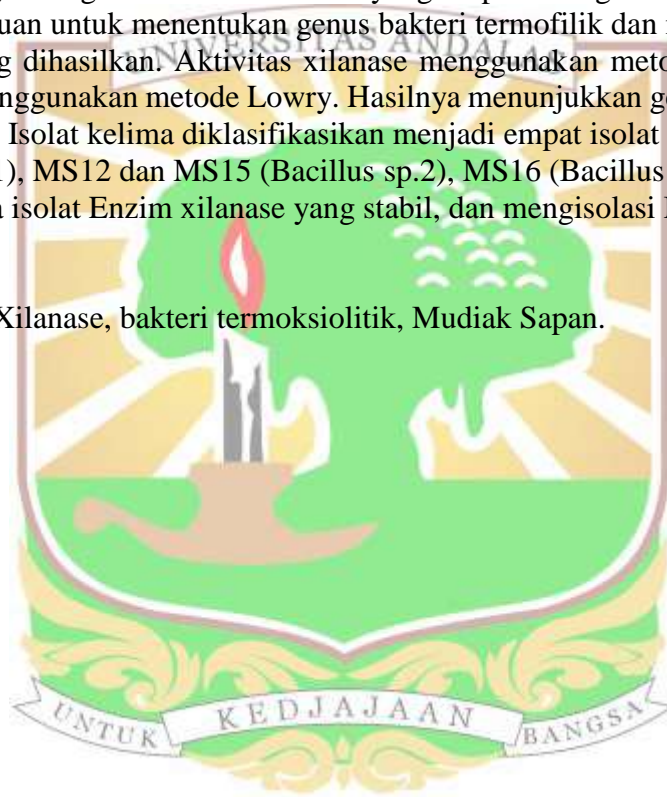 uan untuk menentukan genus bakteri termofilik dan
UNIVERSITAS ANDALAS
g dihasilkan. Aktivitas xilanase menggunakan
enggunakan metode Lowry. Hasilnya menunjukkan
Isolat kelima diklasifikasikan menjadi empat isolat
), MS12 dan MS15 (Bacillus sp.2), MS16 (Bacillus
isolat Enzim xilanase yang stabil, dan mengisolasi
Xilanase, bakteri termoksiolitik, Mudiak Sapan.
UNTUK KEDJAJAAN BANGSA